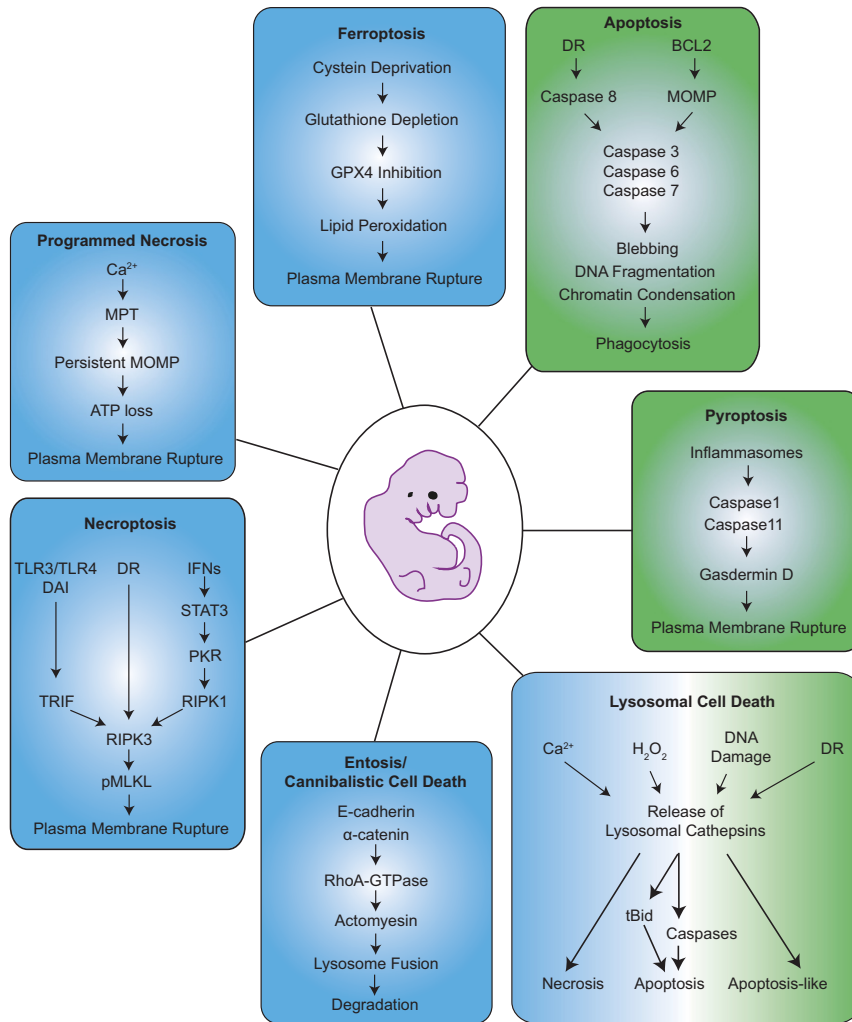 Ferroptosis
Cystein Deprivation
Glutathione Depletion
GPX4 Inhibition
Lipid Peroxidation
Plasma Membrane Rupture
Apoptosis
DR
BCL2
Caspase 8
MOMP
Caspase 3
Caspase 6
Caspase 7
Blebbing
DNA Fragmentation
Chromatin Condensation
Phagocytosis
Programmed Necrosis
Ca²⁺
MPT
Persistent MOMP
ATP loss
Plasma Membrane Rupture
Pyroptosis
Inflammasomes
Caspase1
Caspase11
Gasdermin D
Plasma Membrane Rupture
Necroptosis
TLR3/TLR4
DAI
DR
IFNs
STAT3
PKR
TRIF
RIPK1
RIPK3
pMLKL
Plasma Membrane Rupture
Entosis/
Cannibalistic Cell Death
E-cadherin
α-catenin
RhoA-GTPase
Actomyesin
Lysosome Fusion
Degradation
Lysosomal Cell Death
Ca²⁺
H₂O₂
DNA
Damage
DR
Release of
Lysosomal Cathepsins
tBid
Caspases
Necrosis
Apoptosis
Apoptosis-like